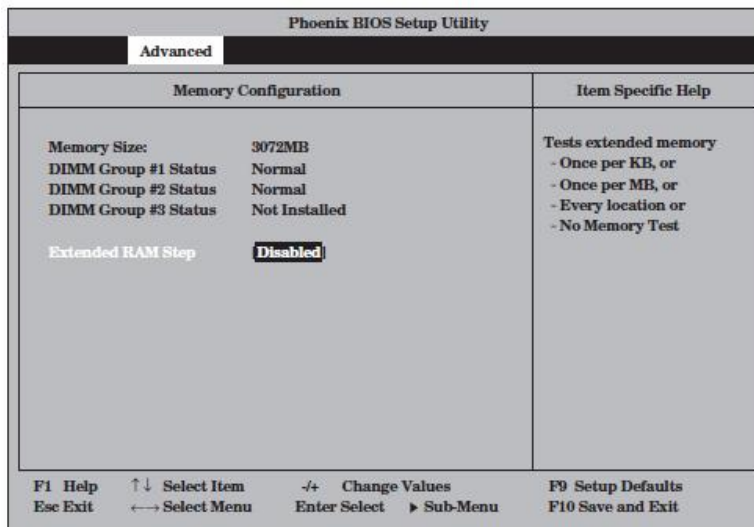 Phoenix BIOS Setup Utility
Advanced
Memory Configuration
Item Specific Help
Memory Size: 3072MB
DIMM Group #1 Status Normal
DIMM Group #2 Status Normal
DIMM Group #3 Status Not Installed
Extended RAM Step [Disabled]
Tests extended memory
- Once per KB, or
- Once per MB, or
- Every location or
- No Memory Test
F1 Help ↑↓ Select Item -/+ Change Values F9 Setup Defaults
Esc Exit ←→ Select Menu Enter Select ▶ Sub-Menu F10 Save and Exit